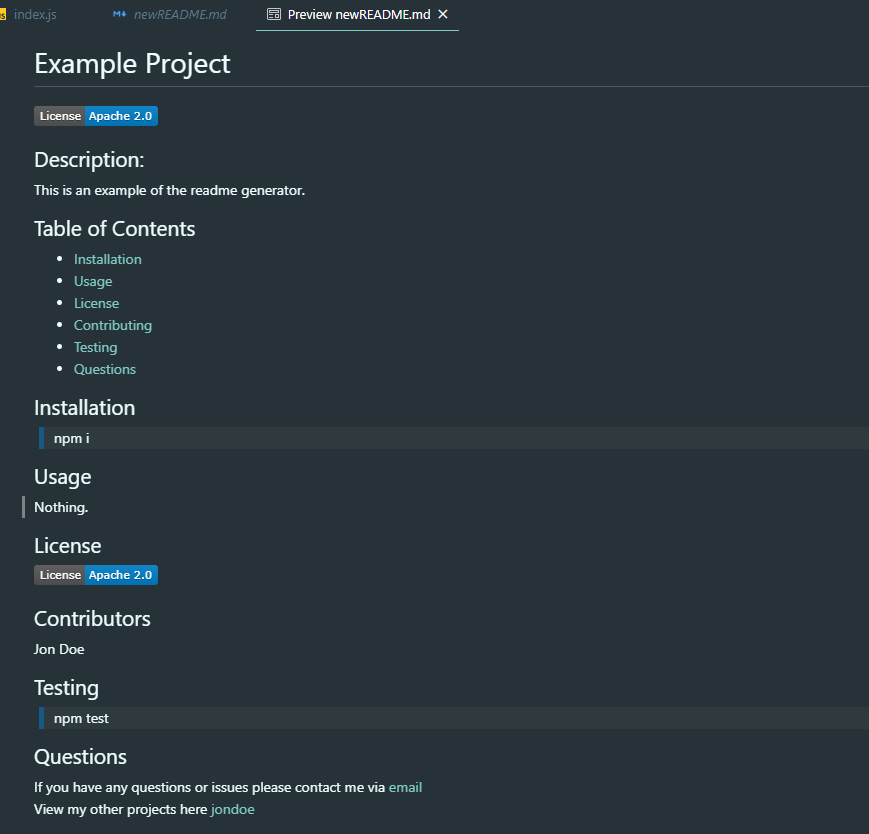 index.js
newREADME.md
Preview newREADME.md
Example Project
License Apache 2.0
Description:
This is an example of the readme generator.
Table of Contents
Installation
Usage
License
Contributing
Testing
Questions
Installation
npm i
Usage
Nothing.
License
License Apache 2.0
Contributors
Jon Doe
Testing
npm test
Questions
If you have any questions or issues please contact me via email
View my other projects here jondoe